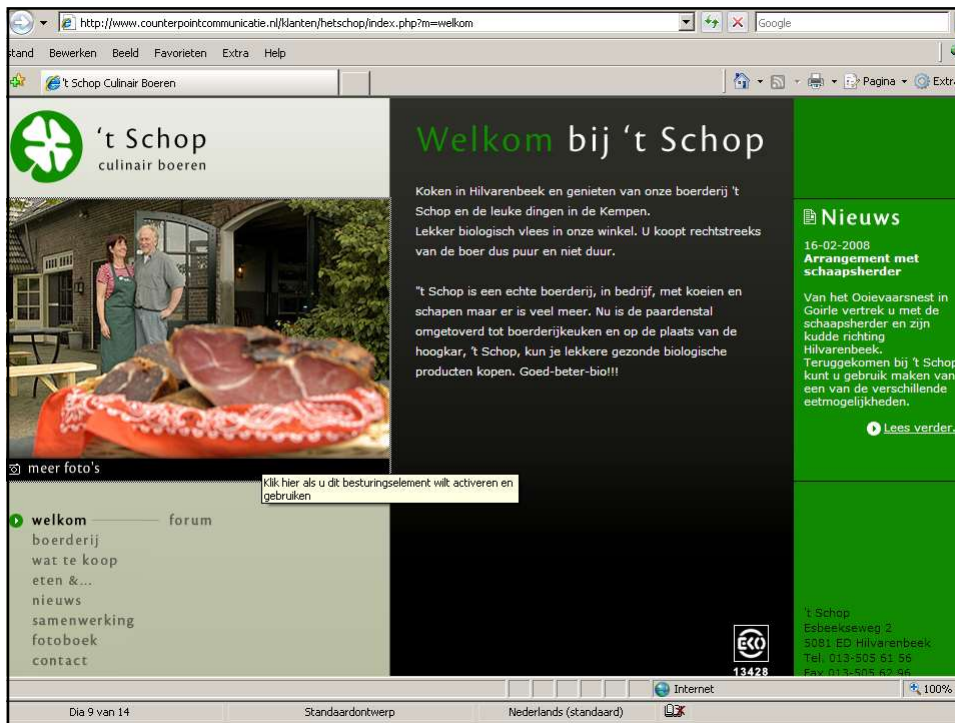 http://www.counterpointcommunicatie.nl/klanten/hetschop/index.php?m=welkom
Google
stand Bewerken Beeld Favorieten Extra Help
't Schop Culinair Boeren
Pagina
Extra
't Schop
culinair boeren
meer foto's
Klik hier als u dit besturingselement wilt activeren en
gebruiken
welkom
forum
boerderij
wat te koop
eten &...
nieuws
samenwerking
fotoboek
contact
Welkom bij 't Schop
Koken in Hilvarenbeek en genieten van onze boerderij 't
Schop en de leuke dingen in de Kempen.
Lekker biologisch vlees in onze winkel. U koopt rechtstreeks
van de boer dus puur en niet duur.
"t Schop is een echte boerderij, in bedrijf, met koeien en
schapen maar er is veel meer. Nu is de paardenstal
omgetoverd tot boerderijkeuken en op de plaats van de
hoogkar, 't Schop, kun je lekkere gezonde biologische
producten kopen. Goed-beter-bio!!!
EKO
13428
Nieuws
16-02-2008
Arrangement met
schaapsherder
Van het Ooievaarsnest in
Goirle vertrek u met de
schaapsherder en zijn
kudde richting
Hilvarenbeek.
Teruggekomen bij 't Schop
kunt u gebruik maken van
een van de verschillende
eetmogelijkheden.
Lees verder.
't Schop
Esbeekseweg 2
5081 ED Hilvarenbeek
Tel. 013-505 61 56
Fax 013-505 62 96
Internet
100%
Dia 9 van 14
Standaardontwerp
Nederlands (standaard)